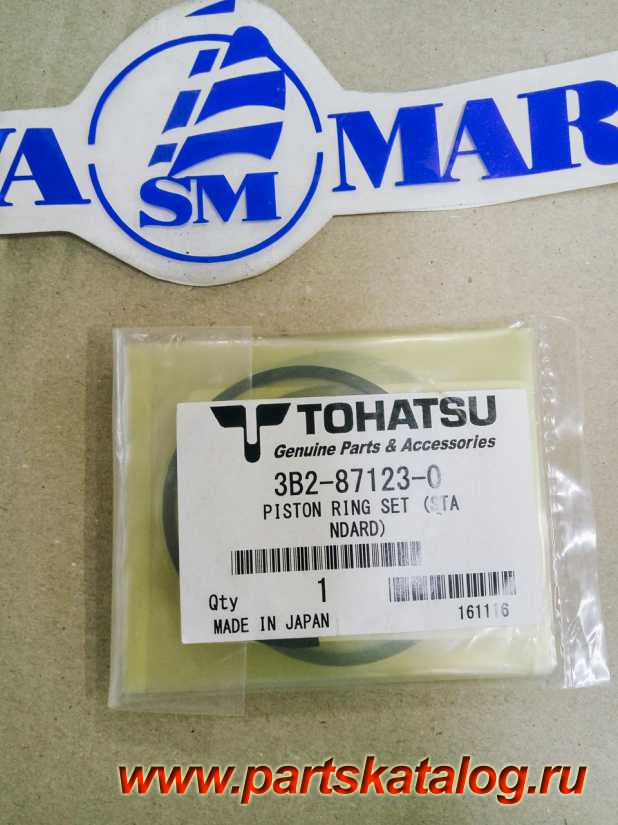 VA SM MAR
TOHATSU
Genuine Parts & Accessories
3B2-87123-0
PISTON RING SET (STA
NDARD)
Qty 1
161116
MADE IN JAPAN
www.partskatalog.ru